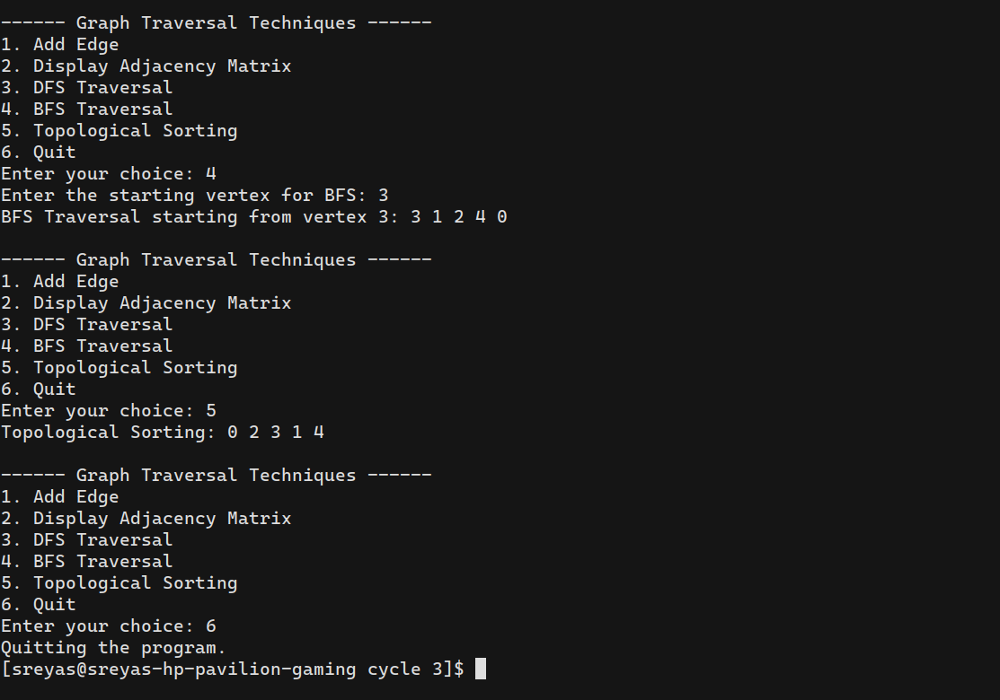 ------ Graph Traversal Techniques ------
1. Add Edge
2. Display Adjacency Matrix
3. DFS Traversal
4. BFS Traversal
5. Topological Sorting
6. Quit
Enter your choice: 4
Enter the starting vertex for BFS: 3
BFS Traversal starting from vertex 3: 3 1 2 4 0
------ Graph Traversal Techniques ------
1. Add Edge
2. Display Adjacency Matrix
3. DFS Traversal
4. BFS Traversal
5. Topological Sorting
6. Quit
Enter your choice: 5
Topological Sorting: 0 2 3 1 4
------ Graph Traversal Techniques ------
1. Add Edge
2. Display Adjacency Matrix
3. DFS Traversal
4. BFS Traversal
5. Topological Sorting
6. Quit
Enter your choice: 6
Quitting the program.
[sreyas@sreyas-hp-pavilion-gaming cycle 3]$